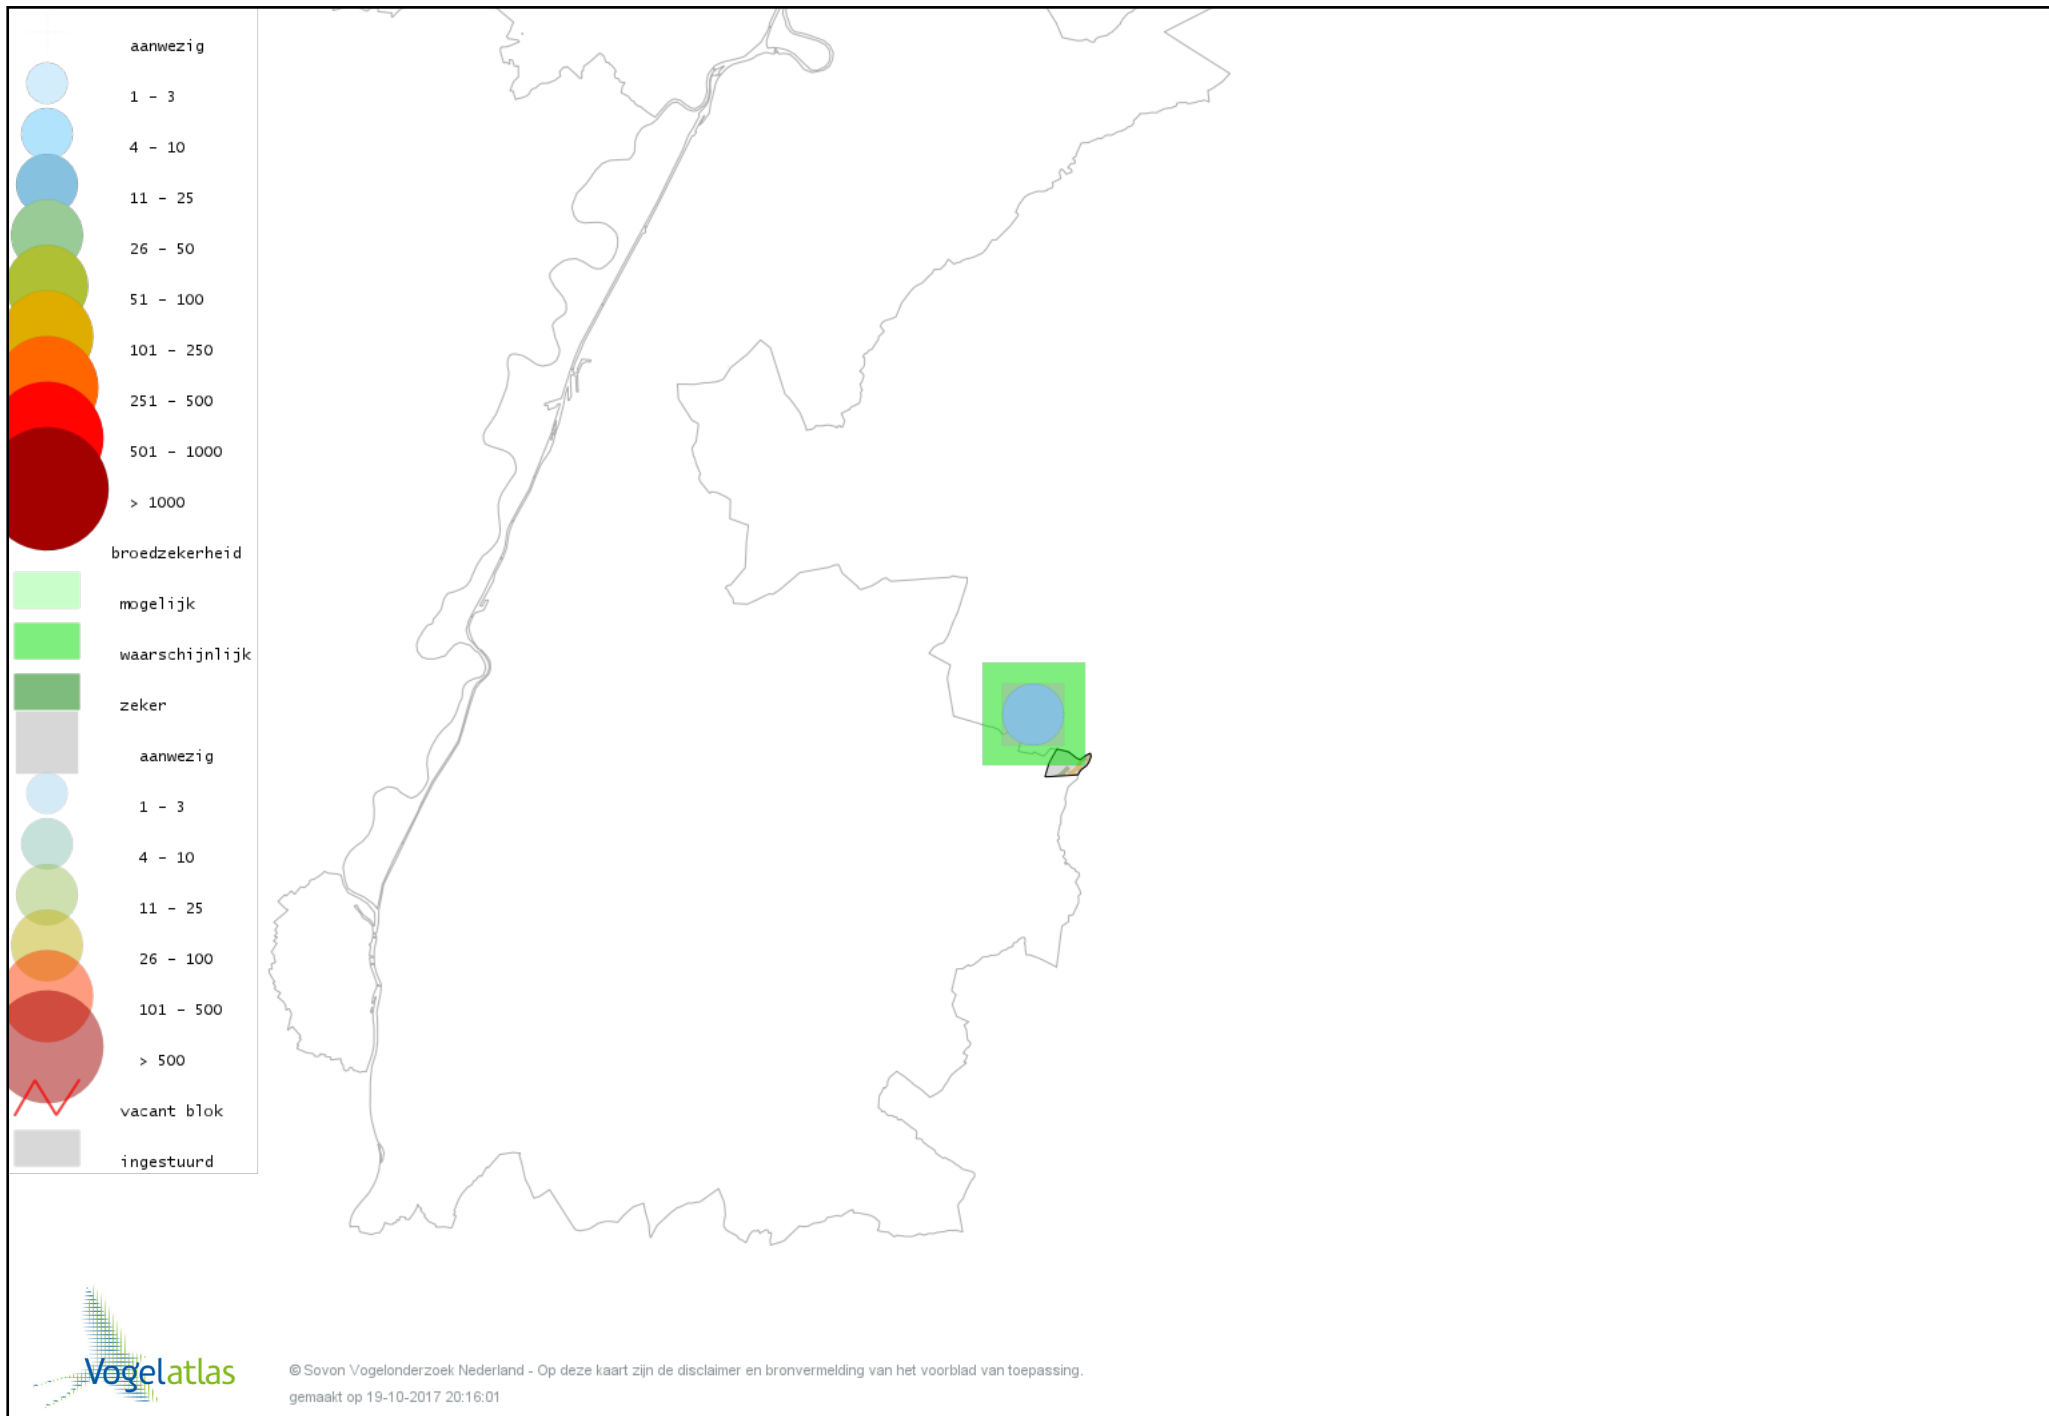 aanwezig
1 - 3
4 - 10
11 - 25
26 - 50
51 - 100
101 - 250
251 - 500
501 - 1000
> 1000
broedzekerheid
mogelijk
waarschijnlijk
zeker
aanwezig
1 - 3
4 - 10
11 - 25
26 - 100
101 - 500
> 500
vacant blok
ingestuurd
Vogelatlas
© Sovon Vogelonderzoek Nederland - Op deze kaart zijn de disclaimer en bronvermelding van het voorblad van toepassing.
gemaakt op 19-10-2017 20:16:01